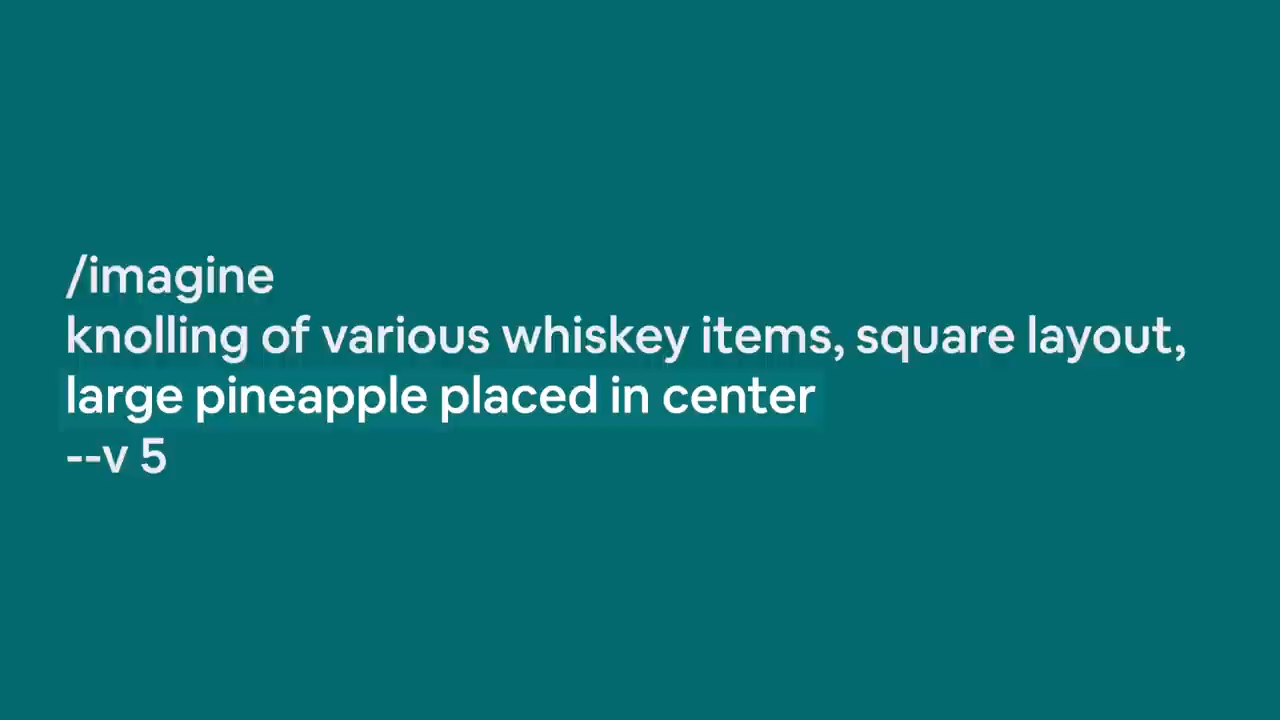 /imagine
knolling of various whiskey items, square layout,
large pineapple placed in center
--v 5